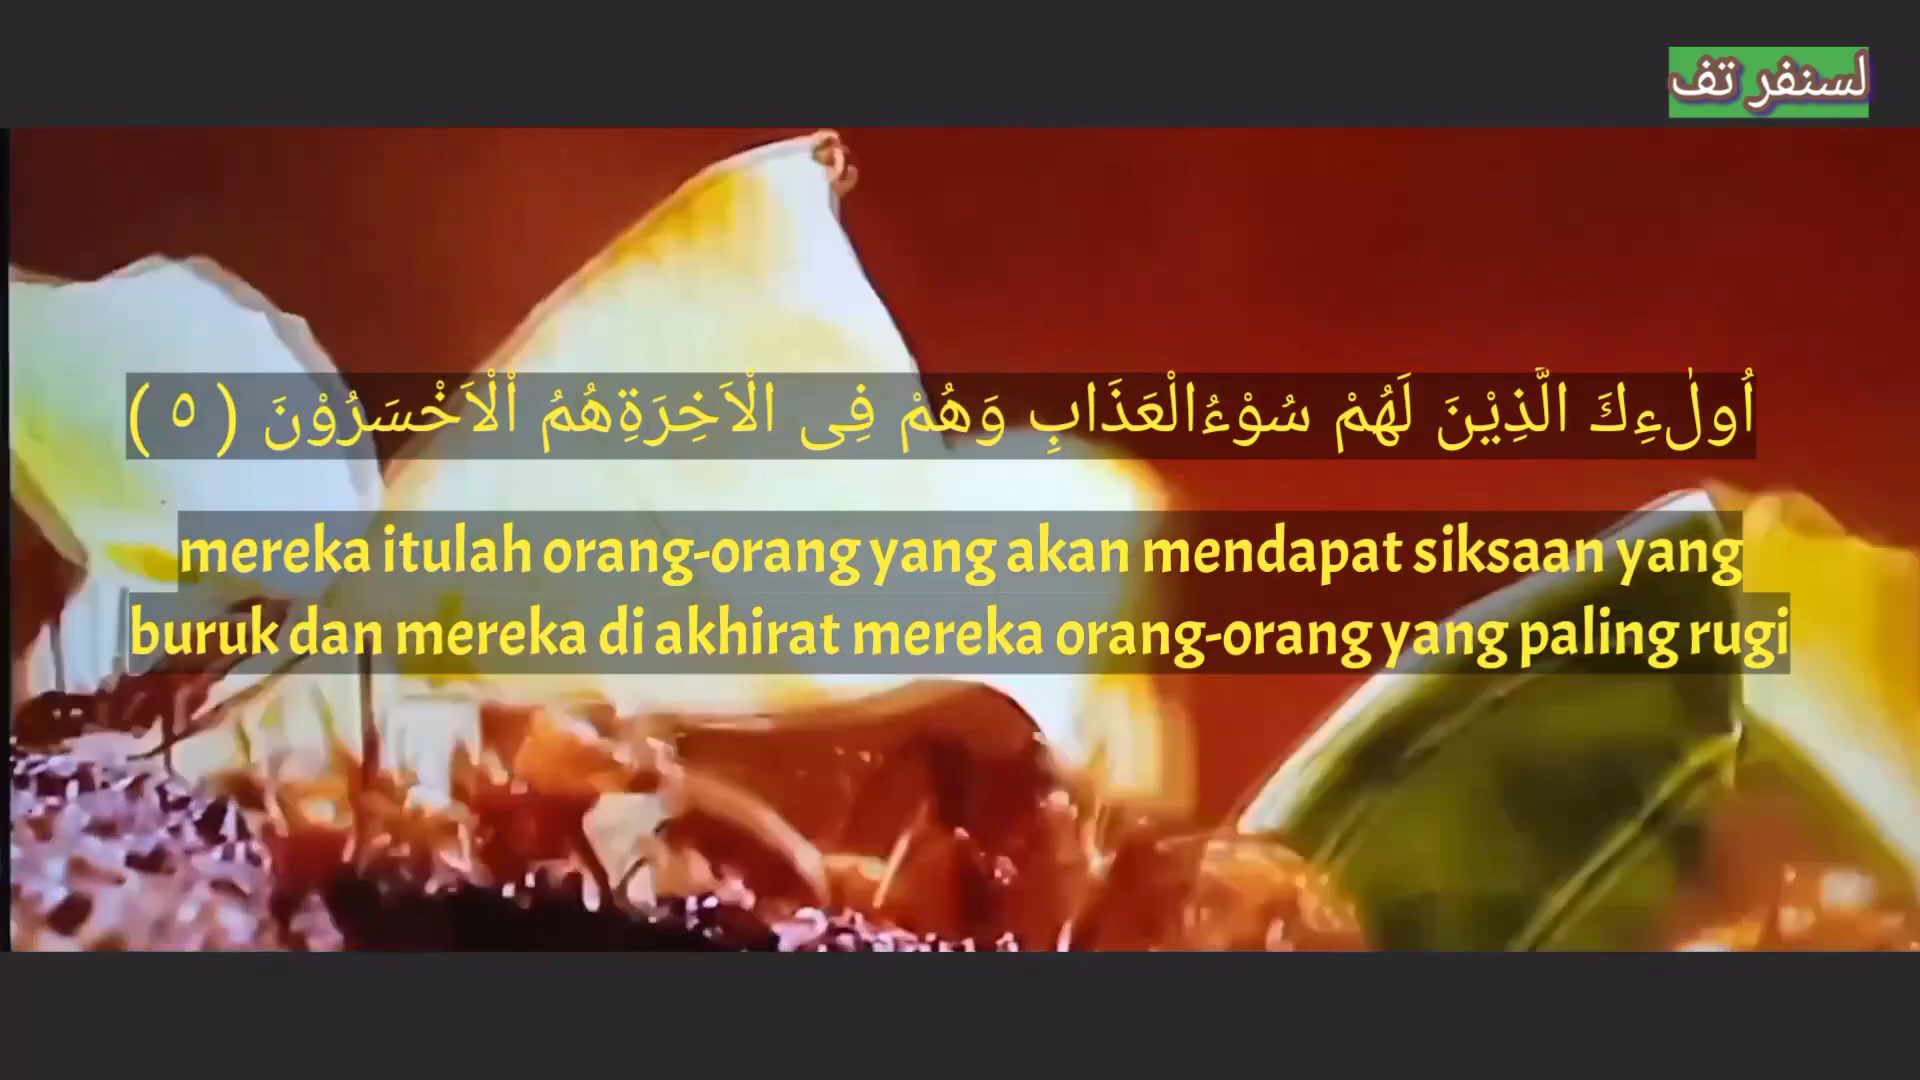 لسنفر تف
اُولٰءِكَ الَّذِيْنَ لَهُمْ سُوْءُالْعَذَابِ وَهُمْ فِى الْاَخِرَةِهُمُ اْلْاَخْسَرُوْنَ ( ٥ )
mereka itulah orang-orang yang akan mendapat siksaan yang
buruk dan mereka di akhirat mereka orang-orang yang paling rugi